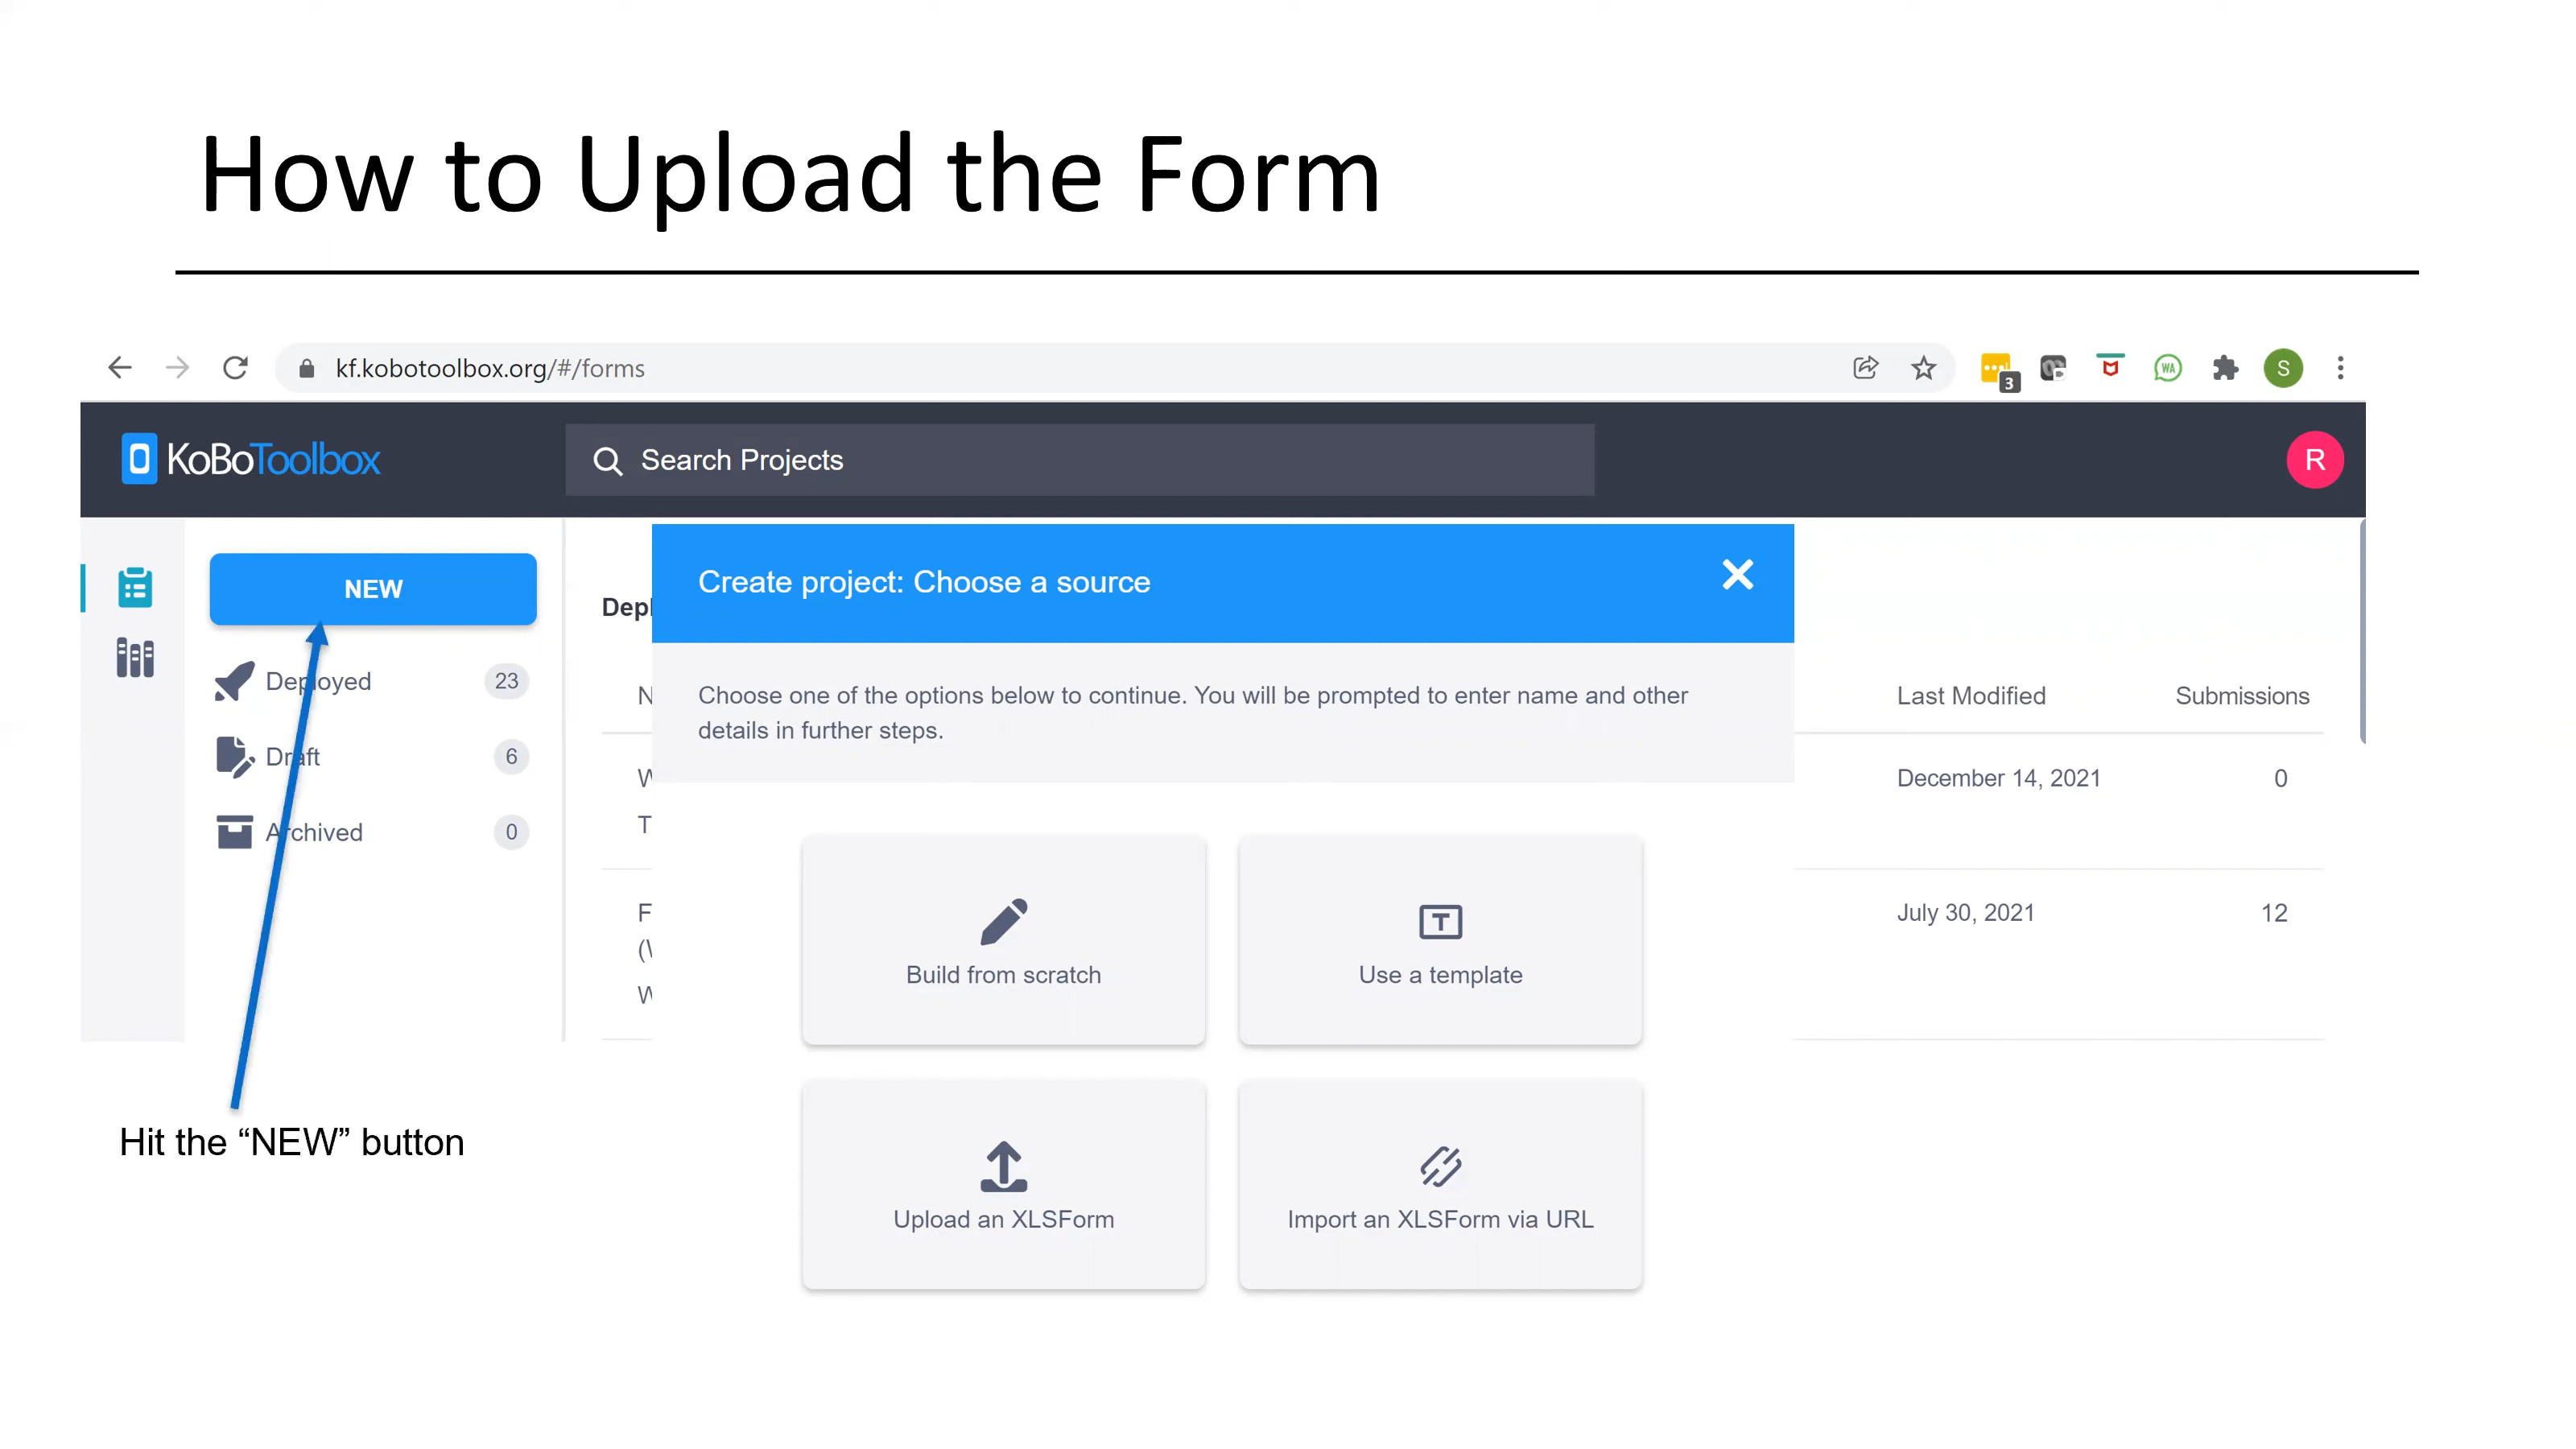 How to Upload the Form
kf.kobotoolbox.org/#/forms
3
WA
S
KoBoToolbox
Search Projects
R
NEW
Deployed 23
Draft 6
Archived 0
Create project: Choose a source
Choose one of the options below to continue. You will be prompted to enter name and other
details in further steps.
Build from scratch
Use a template
Upload an XLSForm
Import an XLSForm via URL
Last Modified Submissions
December 14, 2021 0
July 30, 2021 12
Hit the “NEW” button